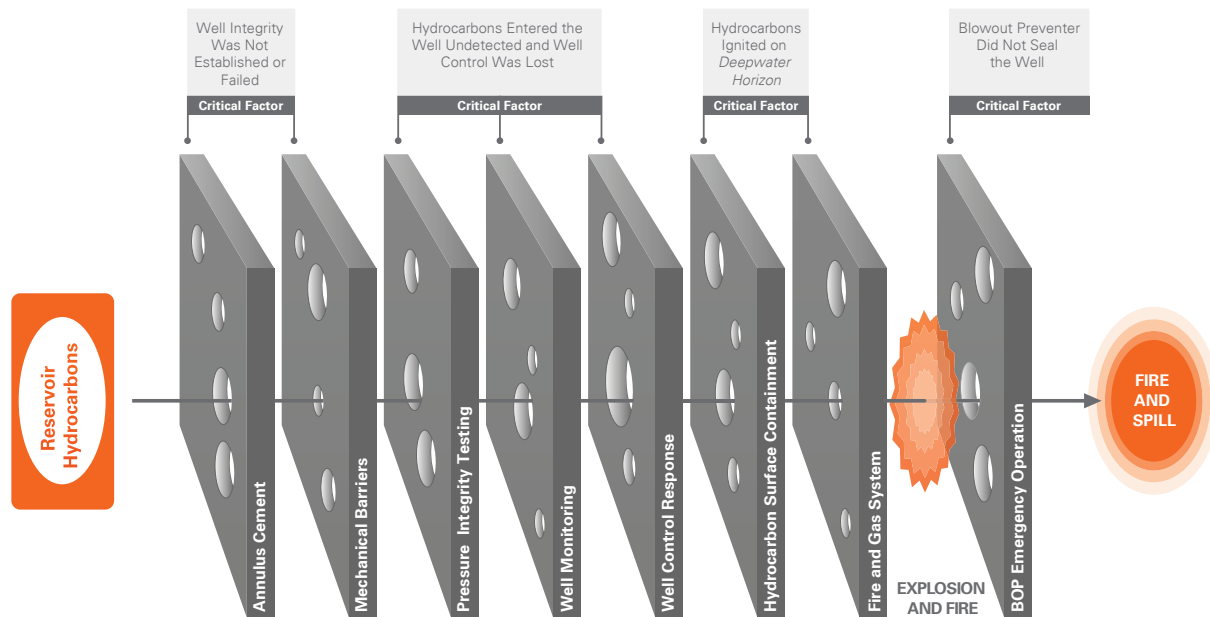 Well Integrity
Was Not
Established or
Failed
Critical Factor
Hydrocarbons Entered the
Well Undetected and Well
Control Was Lost
Critical Factor
Hydrocarbons
Ignited on
Deepwater
Horizon
Critical Factor
Blowout Preventer
Did Not Seal
the Well
Critical Factor
Reservoir
Hydrocarbons
Annulus Cement
Mechanical Barriers
Pressure Integrity Testing
Well Monitoring
Well Control Response
Hydrocarbon Surface Containment
Fire and Gas System
EXPLOSION
AND FIRE
BOP Emergency Operation
FIRE
AND
SPILL